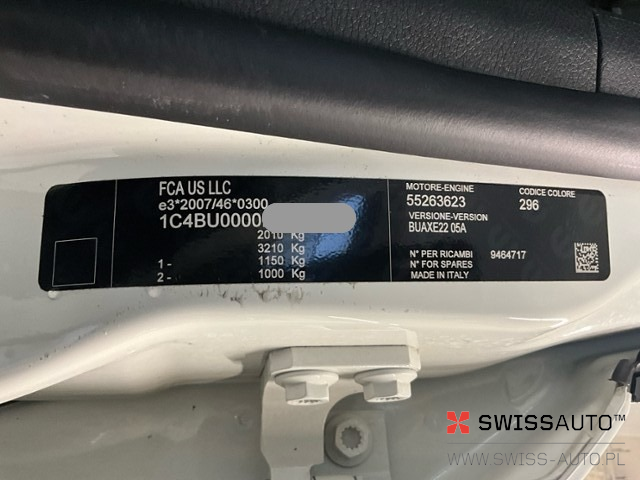 FCA US LLC
e3*2007/46*0300
1C4BU0000
2010 Kg
3210 Kg
1 - 1150 Kg
2 - 1000 Kg
MOTORE-ENGINE
55263623
VERSIONE-VERSION
BUAXE22 05A
CODICE COLORE
296
N° PER RICAMBI 9464717
N° FOR SPARES
MADE IN ITALY
SWISSAUTO™
WWW.SWISS-AUTO.PL